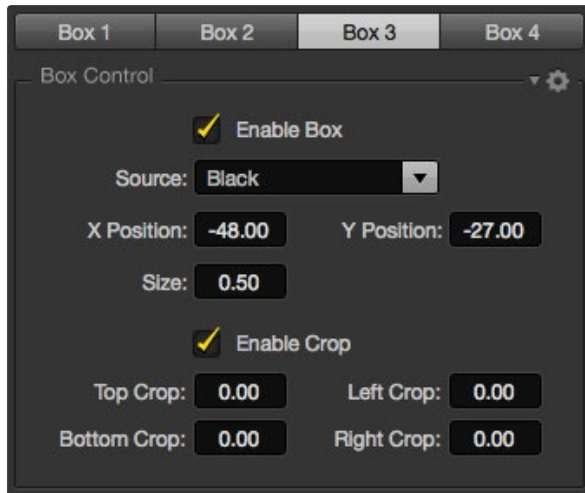 Box 1 Box 2 Box 3 Box 4
Box Control
Enable Box
Source: Black
X Position: -48.00 Y Position: -27.00
Size: 0.50
Enable Crop
Top Crop: 0.00 Left Crop: 0.00
Bottom Crop: 0.00 Right Crop: 0.00